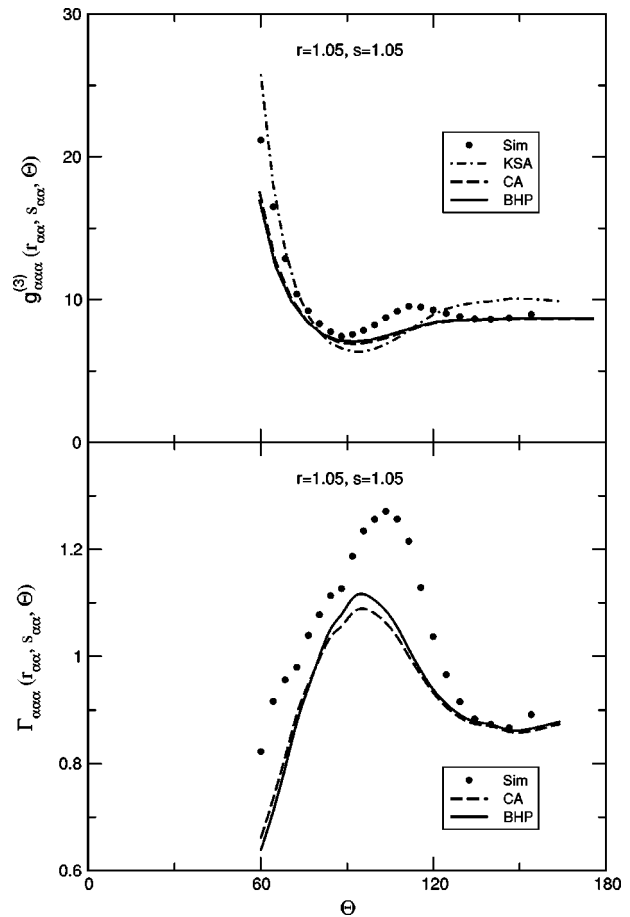 30
r=1.05, s=1.05
Sim
KSA
CA
BHP
20
10
0
g(3)ααα (rαα, sαα, Θ)
r=1.05, s=1.05
1.2
1
0.8
0.6
Γααα (rαα, sαα, Θ)
Sim
CA
BHP
0
60
120
180
Θ